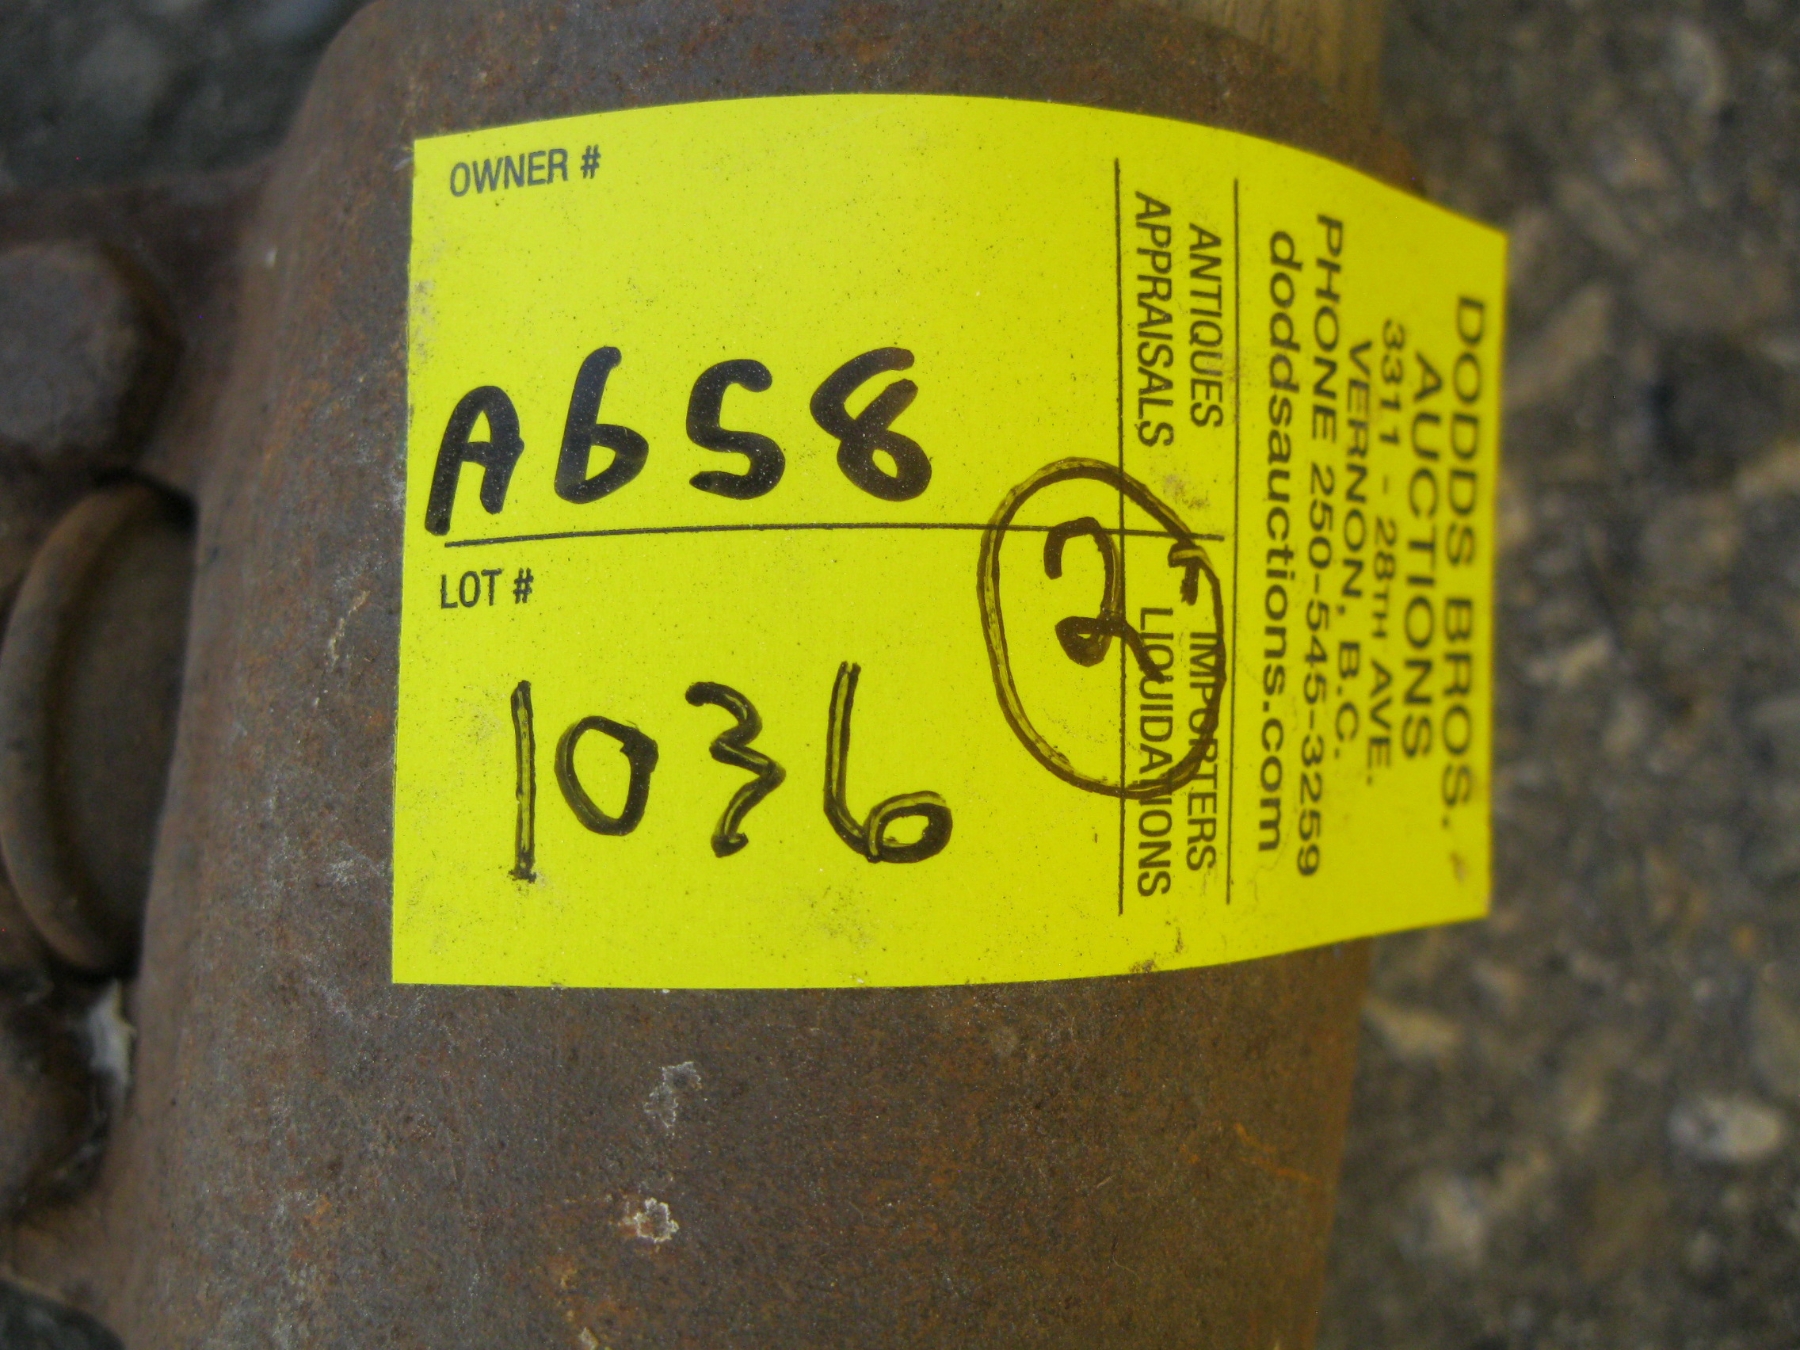 OWNER #
A658
LOT #
1036
2"
DODDS BROS.
AUCTIONS
3311 - 28TH AVE.
VERNON, B.C.
PHONE 250-545-3259
doddsauctions.com
ANTIQUES IMPORTERS
APPRAISALS LIQUIDATIONS